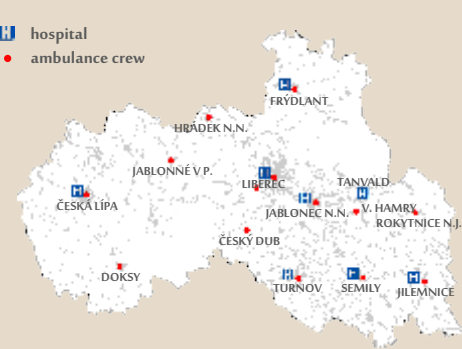 H hospital
ambulance crew
H
FRÝDLANT
HRÁDEK N.N.
JABLONNÉ V P.
LIBEREC
TANVALD
H
H
ČESKÁ LÍPA
H
JABLONEC N.N.
V. HAMRY
ROKYTNICE N.J.
ČESKÝ DUB
DOKSY
H
TURNOV
SEMILY
H
JILEMNICE